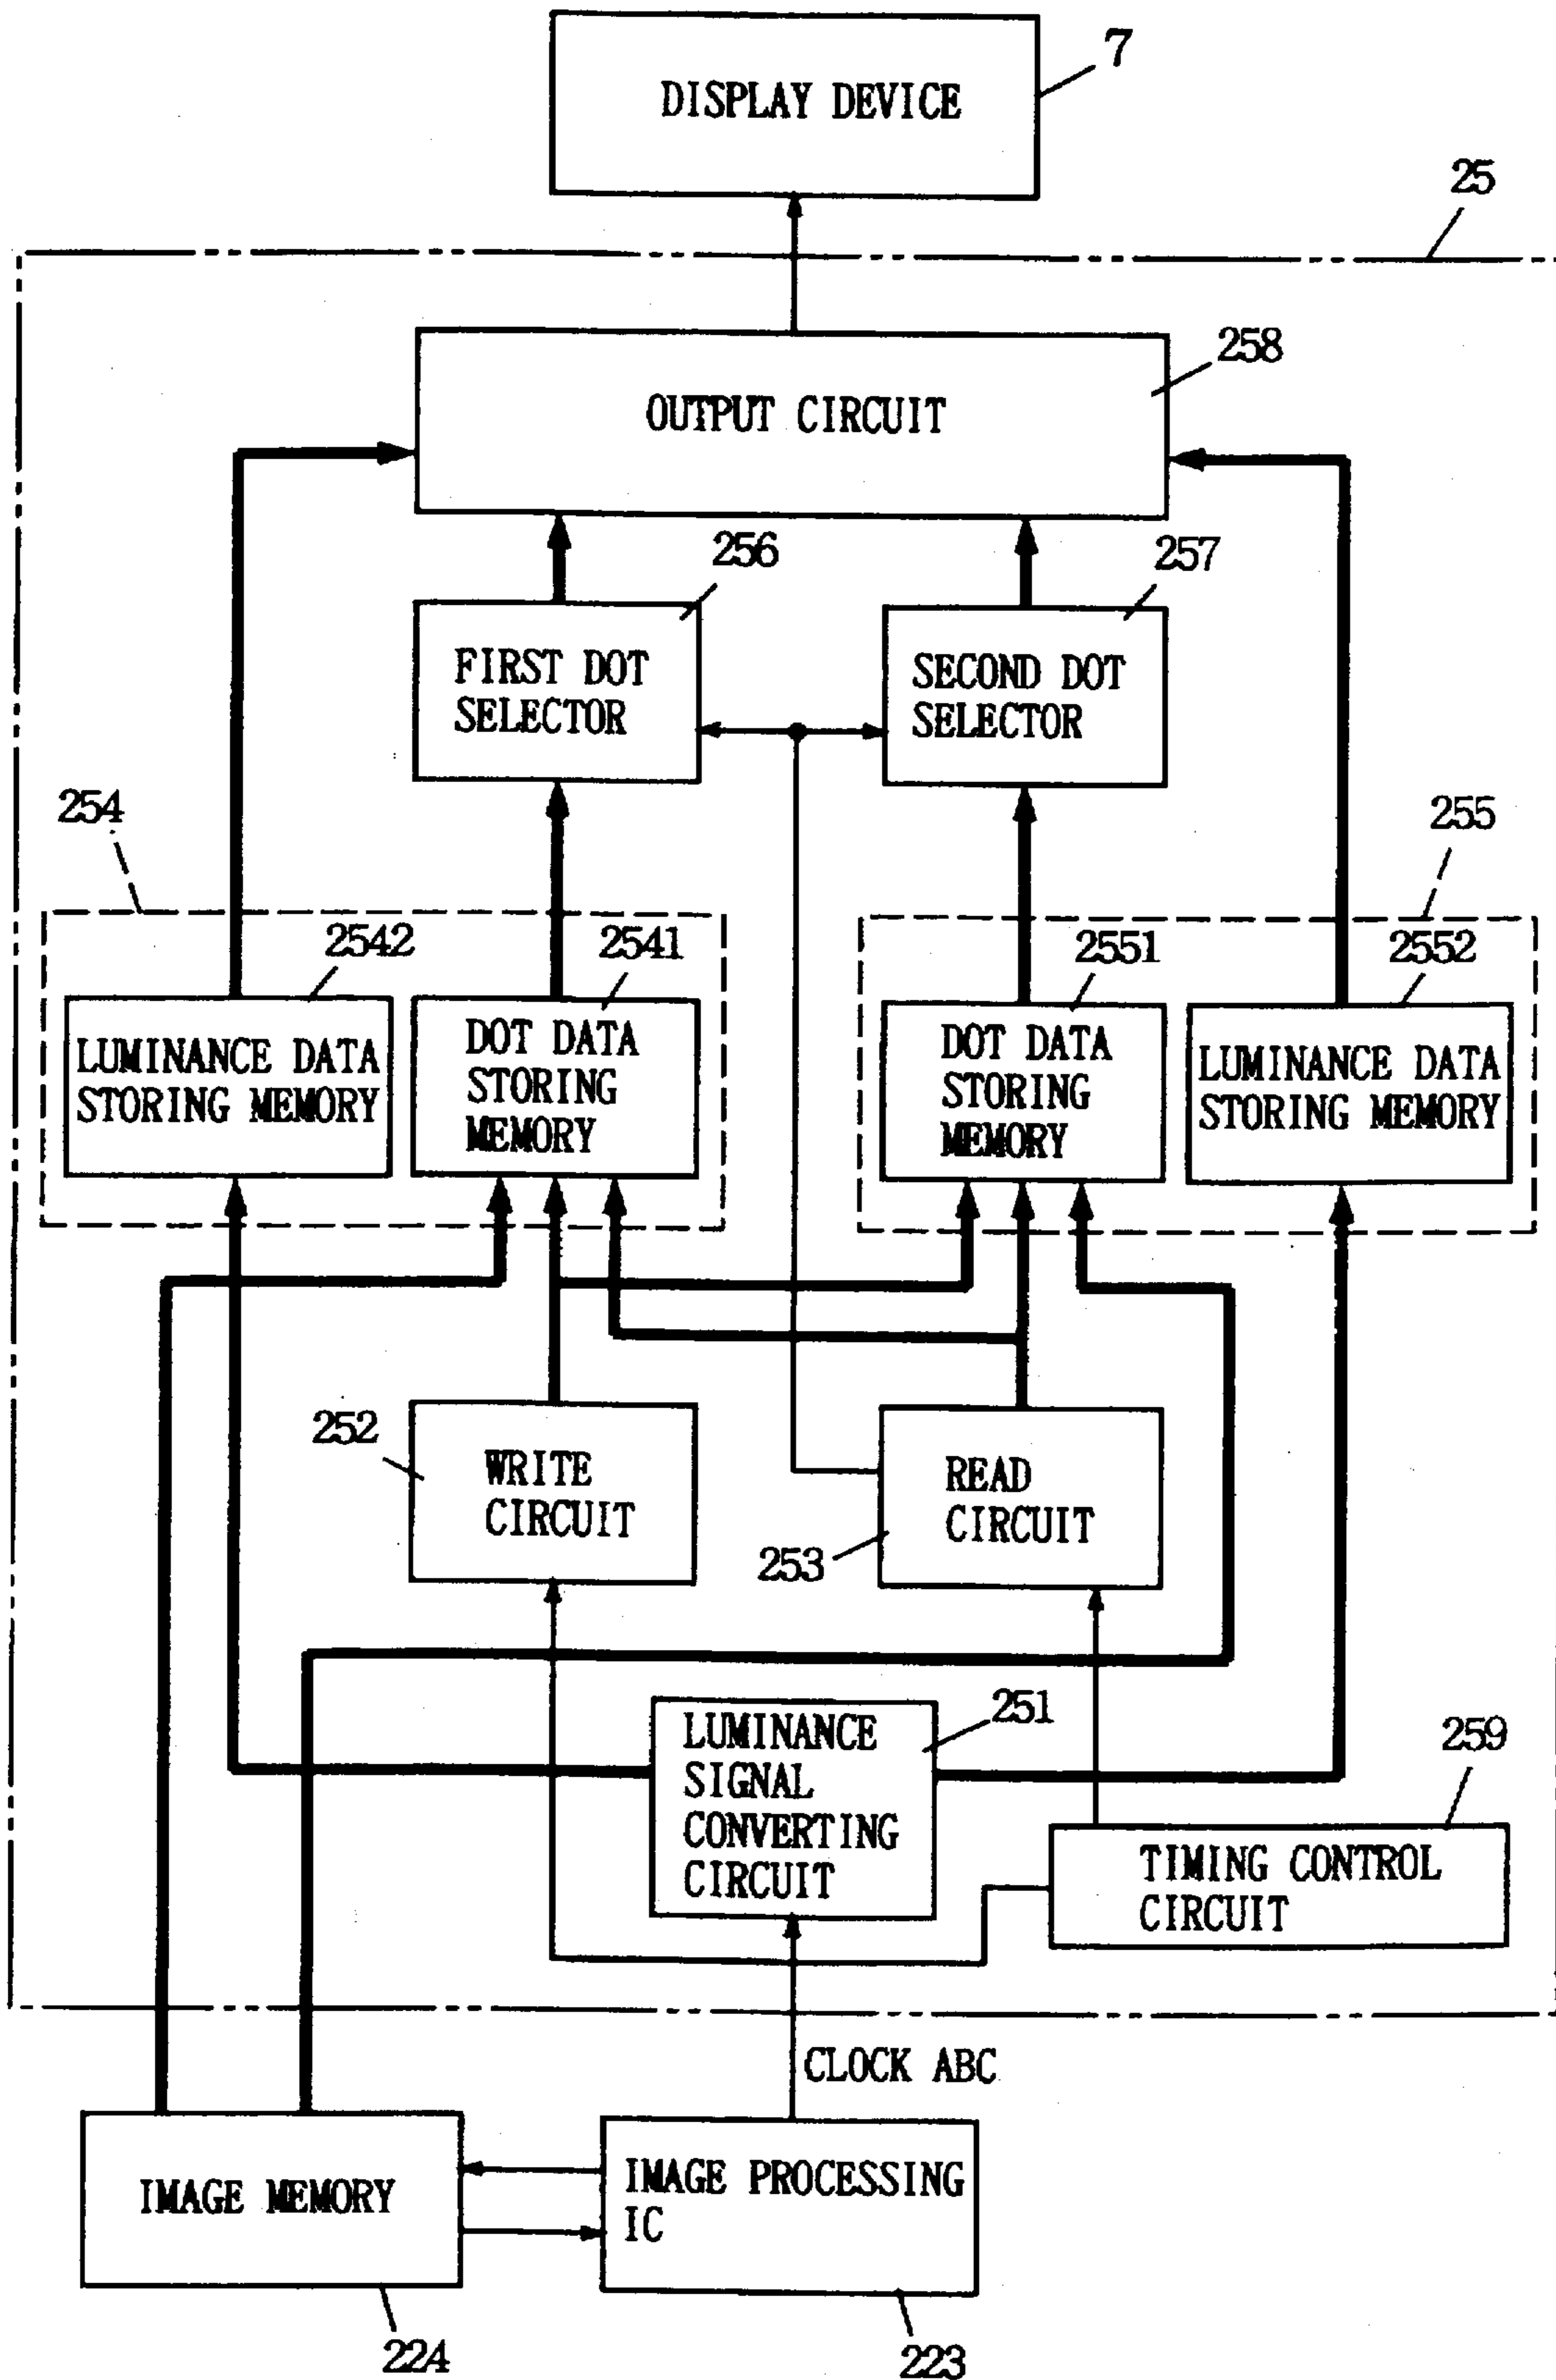 DISPLAY DEVICE
7
25
OUTPUT CIRCUIT
258
256
257
FIRST DOT
SELECTOR
SECOND DOT
SELECTOR
254
255
2542
2541
2551
2552
LUMINANCE DATA
STORING MEMORY
DOT DATA
STORING
MEMORY
DOT DATA
STORING
MEMORY
LUMINANCE DATA
STORING MEMORY
252
WRITE
CIRCUIT
253
READ
CIRCUIT
251
LUMINANCE
SIGNAL
CONVERTING
CIRCUIT
259
TIMING CONTROL
CIRCUIT
CLOCK ABC
IMAGE MEMORY
IMAGE PROCESSING
IC
224
223